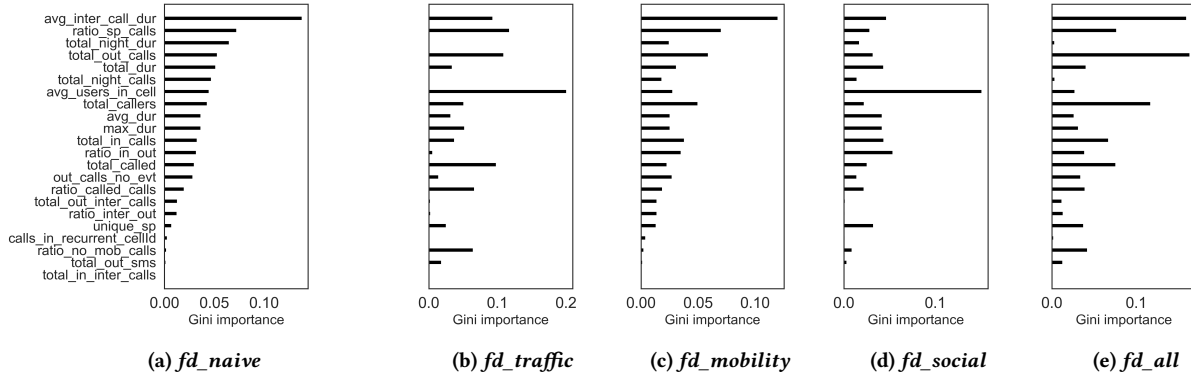 avg_inter_call_dur
ratio_sp_calls
total_night_dur
total_out_calls
total_dur
total_night_calls
avg_users_in_cell
total_callers
avg_dur
max_dur
total_in_calls
ratio_in_out
total_called
out_calls_no_evt
ratio_called_calls
total_out_inter_calls
ratio_inter_out
unique_sp
calls_in_recurrent_cellId
ratio_no_mob_calls
total_out_sms
total_in_inter_calls
0.00 0.05 0.10
Gini importance
(a) fd_naive
0.0 0.1 0.2
Gini importance
(b) fd_traffic
0.00 0.05 0.10
Gini importance
(c) fd_mobility
0.0 0.1
Gini importance
(d) fd_social
0.0 0.1
Gini importance
(e) fd_all